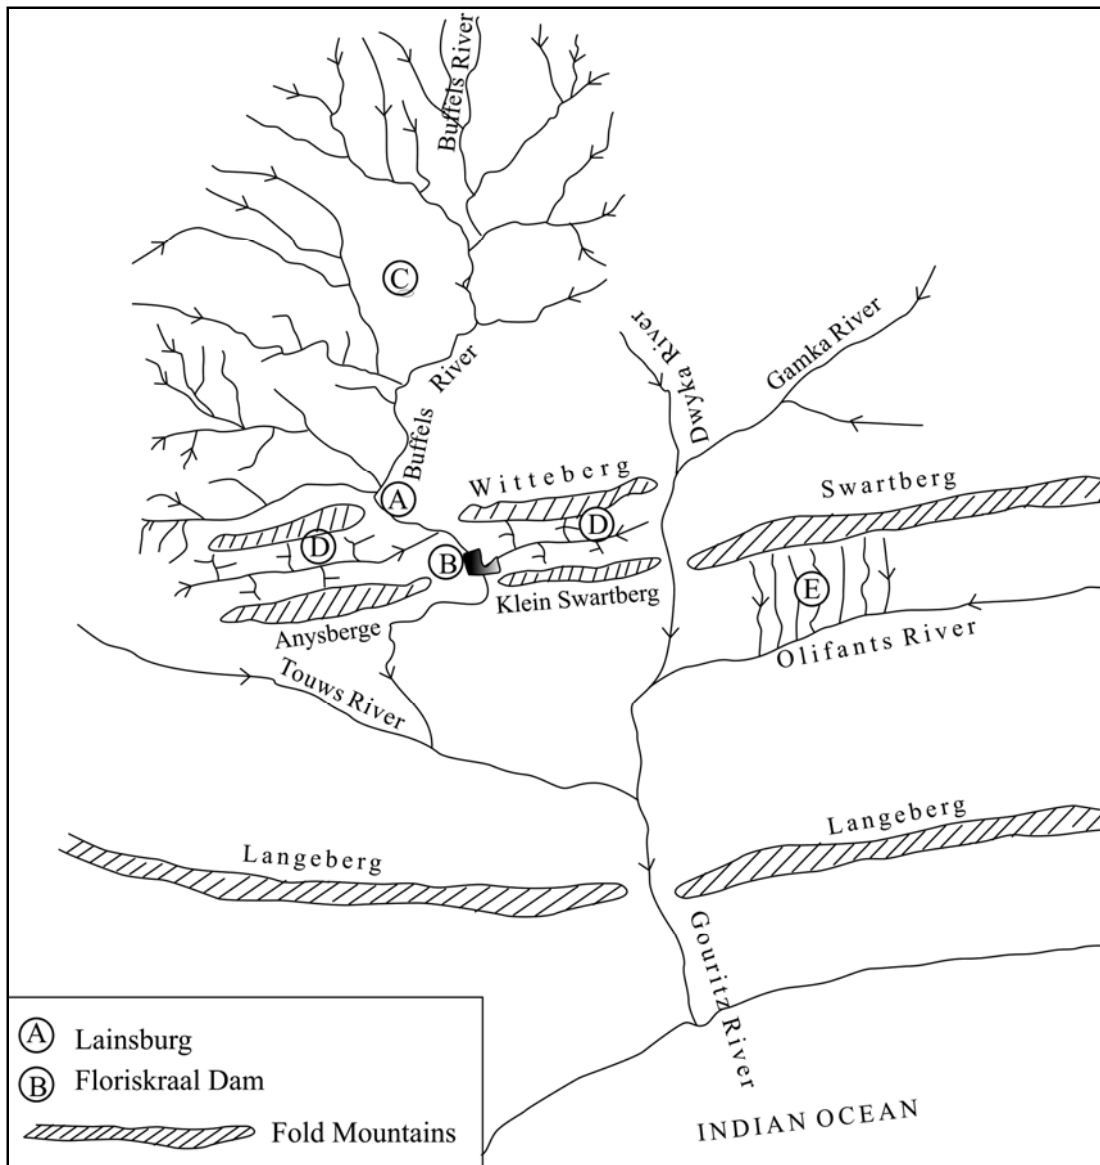 Buffels River
C
Dwyka River
Gamka River
Buffels River
A
Witteberg
Swartberg
D
D
B
E
Klein Swartberg
Anysberge
Olifants River
Touws River
Langeberg
Langeberg
Gouritz River
INDIAN OCEAN
A Lainsburg
B Floriskraal Dam
Fold Mountains